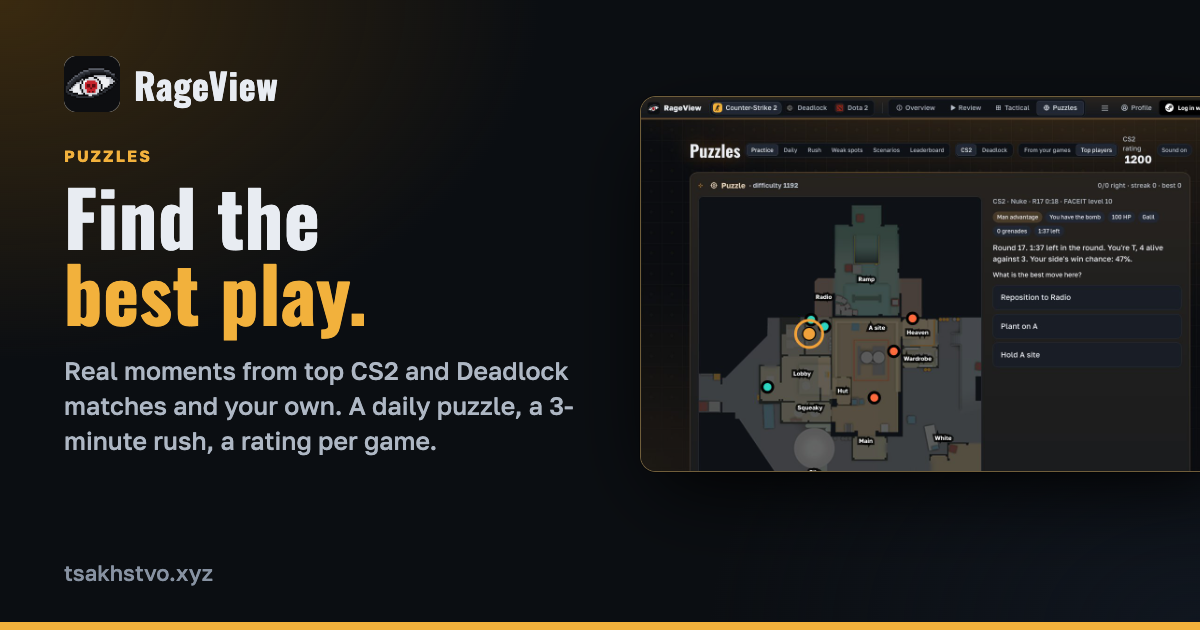 RageView
PUZZLES
Find the
best play.
Real moments from top CS2 and Deadlock
matches and your own. A daily puzzle, a 3-
minute rush, a rating per game.
tsakhstvo.xyz
RageView Counter-Strike 2 Deadlock Dota 2 Overview Review Tactical Puzzles Profile Log in w
Puzzles Practice Daily Rush Weak spots Scenarios Leaderboard CS2 Deadlock From your games Top players CS2 rating 1200 Sound on
Puzzle · difficulty 1192 0/0 right · streak 0 · best 0
CS2 · Nuke · R17 0:18 · FACEIT level 10
Man advantage You have the bomb 100 HP Galil
0 grenades 1:37 left
Round 17. 1:37 left in the round. You're T, 4 alive
against 3. Your side's win chance: 47%.
What is the best move here?
Reposition to Radio
Plant on A
Hold A site
Ramp
Radio
A site
Heaven
Wardrobe
Lobby
Hut
Squeaky
Main
White